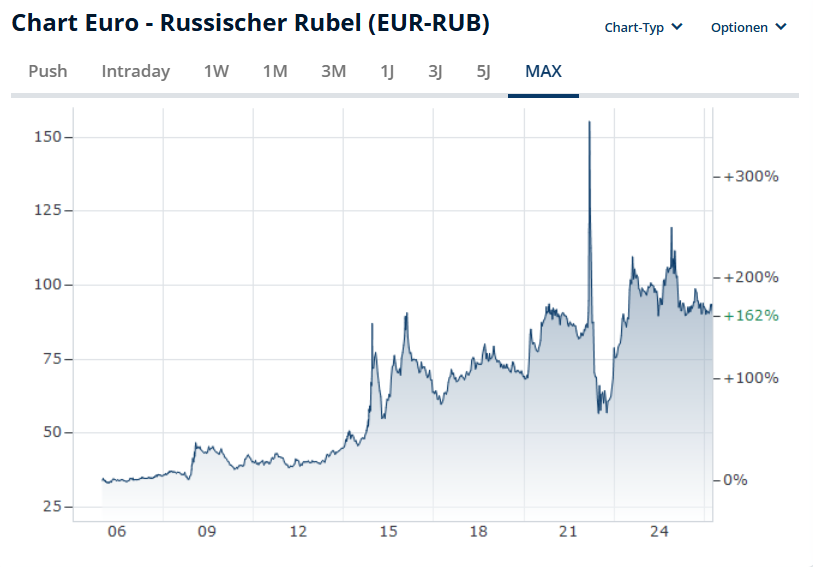 Chart Euro - Russischer Rubel (EUR-RUB)
Chart-Typ Optionen
Push Intraday 1W 1M 3M 1J 3J 5J MAX
150
+300%
125
100
+200%
+162%
75
+100%
50
+0%
25
06 09 12 15 18 21 24